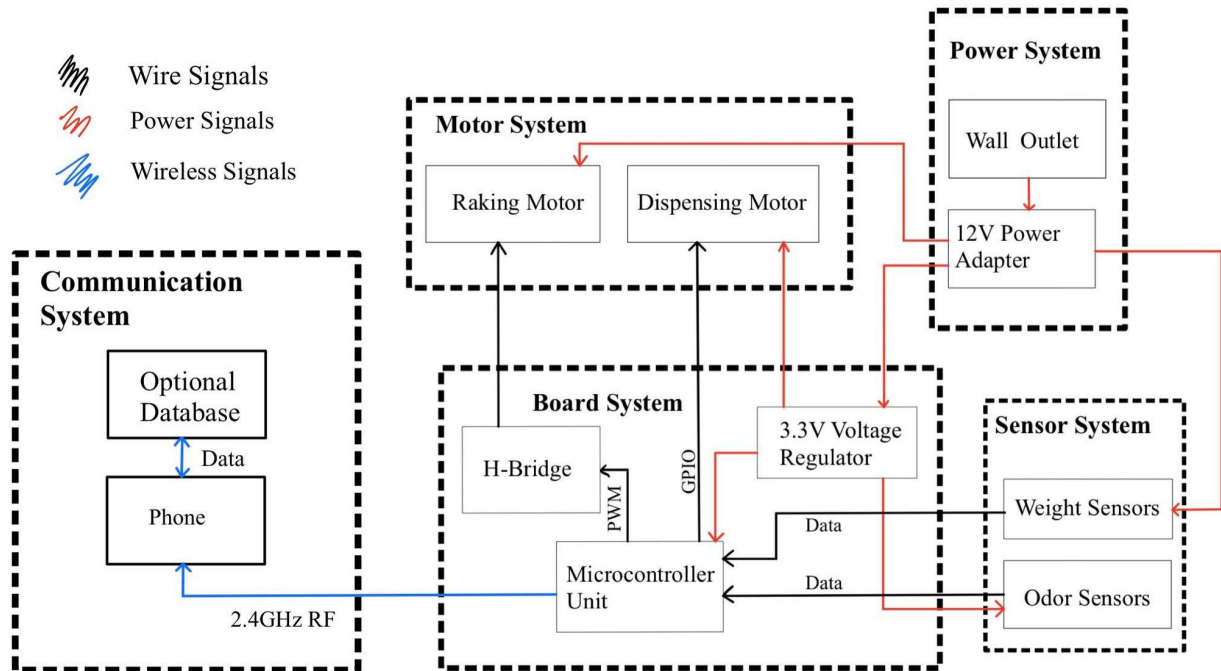 Wire Signals
Power Signals
Wireless Signals
Power System
Wall Outlet
12V Power
Adapter
Motor System
Raking Motor
Dispensing Motor
Communication
System
Optional
Database
Data
Phone
2.4GHz RF
Board System
H-Bridge
PWM
GPIO
3.3V Voltage
Regulator
Microcontroller
Unit
Data
Data
Sensor System
Weight Sensors
Odor Sensors